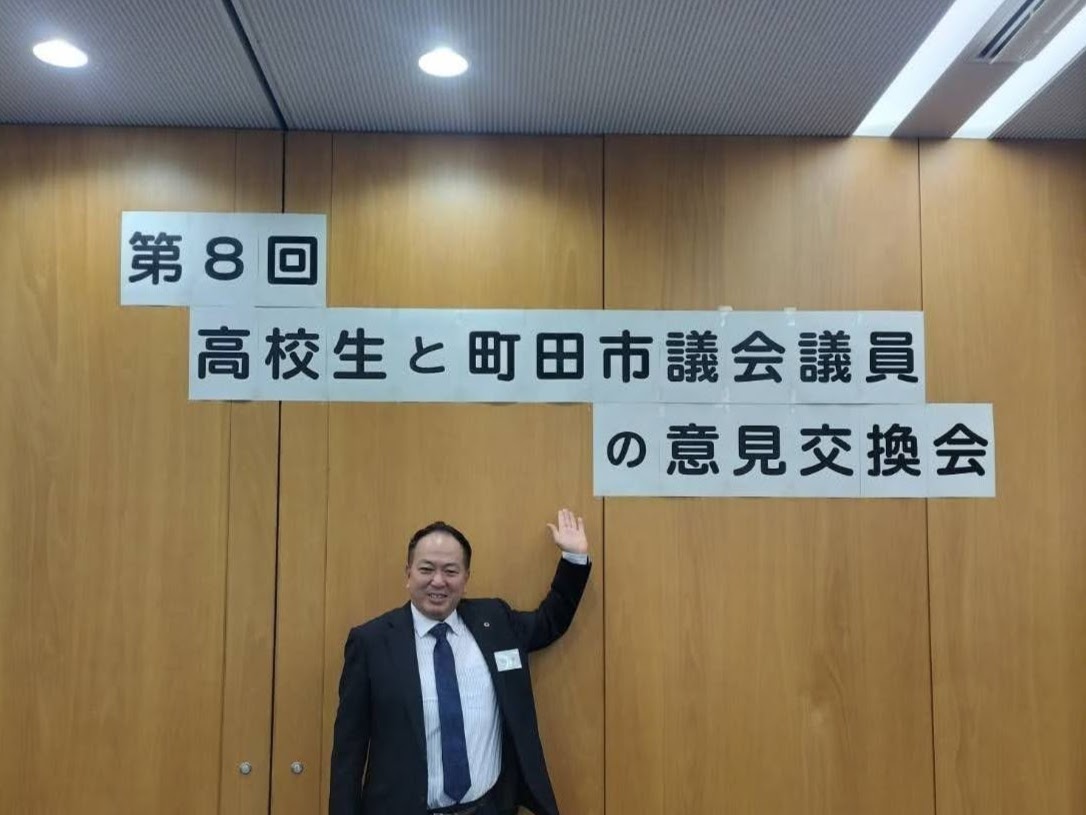 第8回
高校生と町田市議会議員
の意見交換会